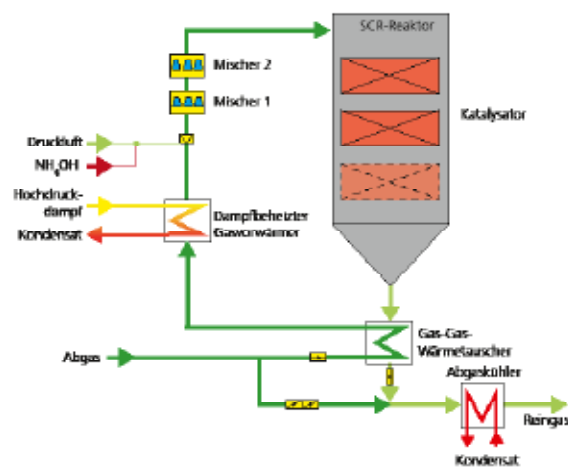 SCR-Reaktor
Mischer 2
Mischer 1
Katalysator
Druckluft
NH₄OH
Hochdruck-
dampf
Kondensat
Dampfbeheizter
Gasvorwärmer
Abgas
Gas-Gas-
Wärmetauscher
Abgaskühler
Reingas
Kondensat